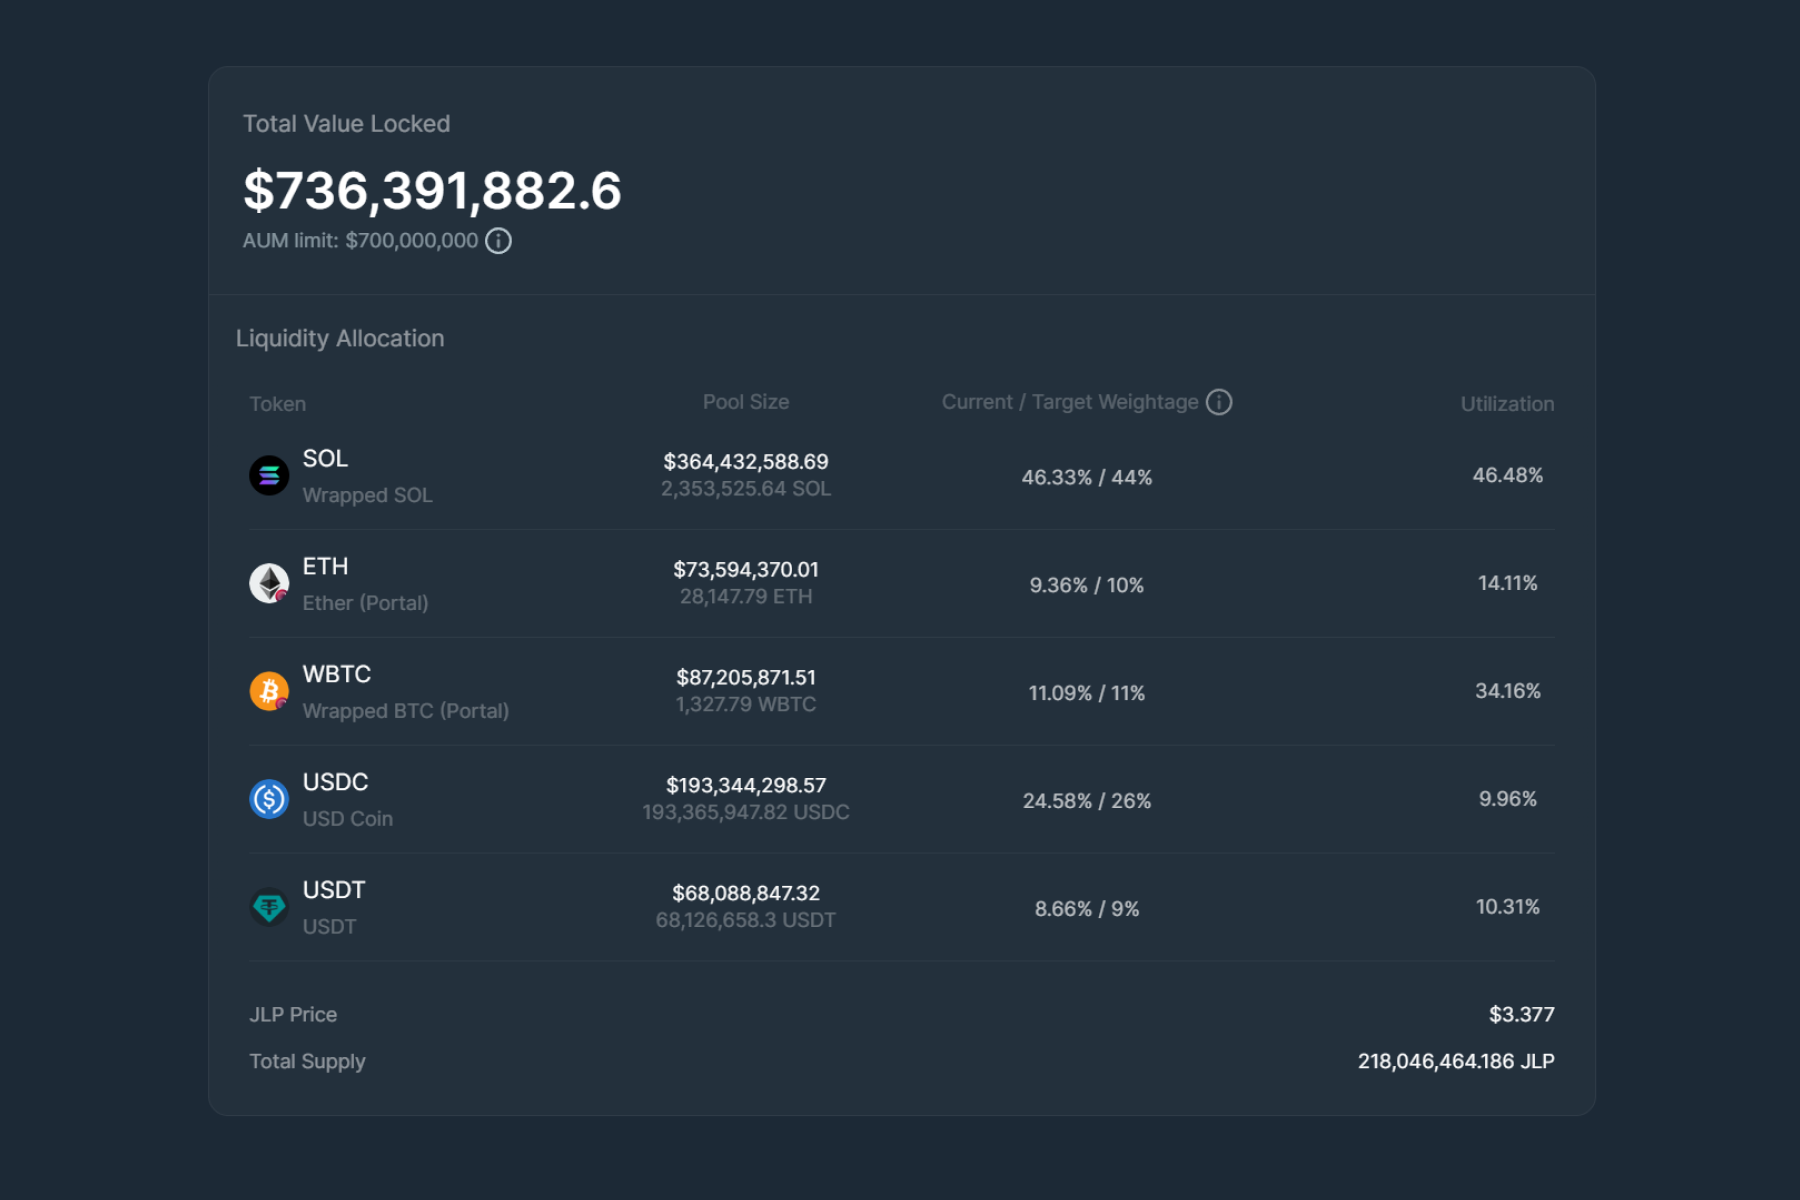 Total Value Locked
$736,391,882.6
AUM limit: $700,000,000
Liquidity Allocation
Token Pool Size Current / Target Weightage Utilization
SOL
Wrapped SOL
$364,432,588.69
2,353,525.64 SOL
46.33% / 44%
46.48%
ETH
Ether (Portal)
$73,594,370.01
28,147.79 ETH
9.36% / 10%
14.11%
WBTC
Wrapped BTC (Portal)
$87,205,871.51
1,327.79 WBTC
11.09% / 11%
34.16%
USDC
USD Coin
$193,344,298.57
193,365,947.82 USDC
24.58% / 26%
9.96%
USDT
USDT
$68,088,847.32
68,126,658.3 USDT
8.66% / 9%
10.31%
JLP Price $3.377
Total Supply 218,046,464.186 JLP